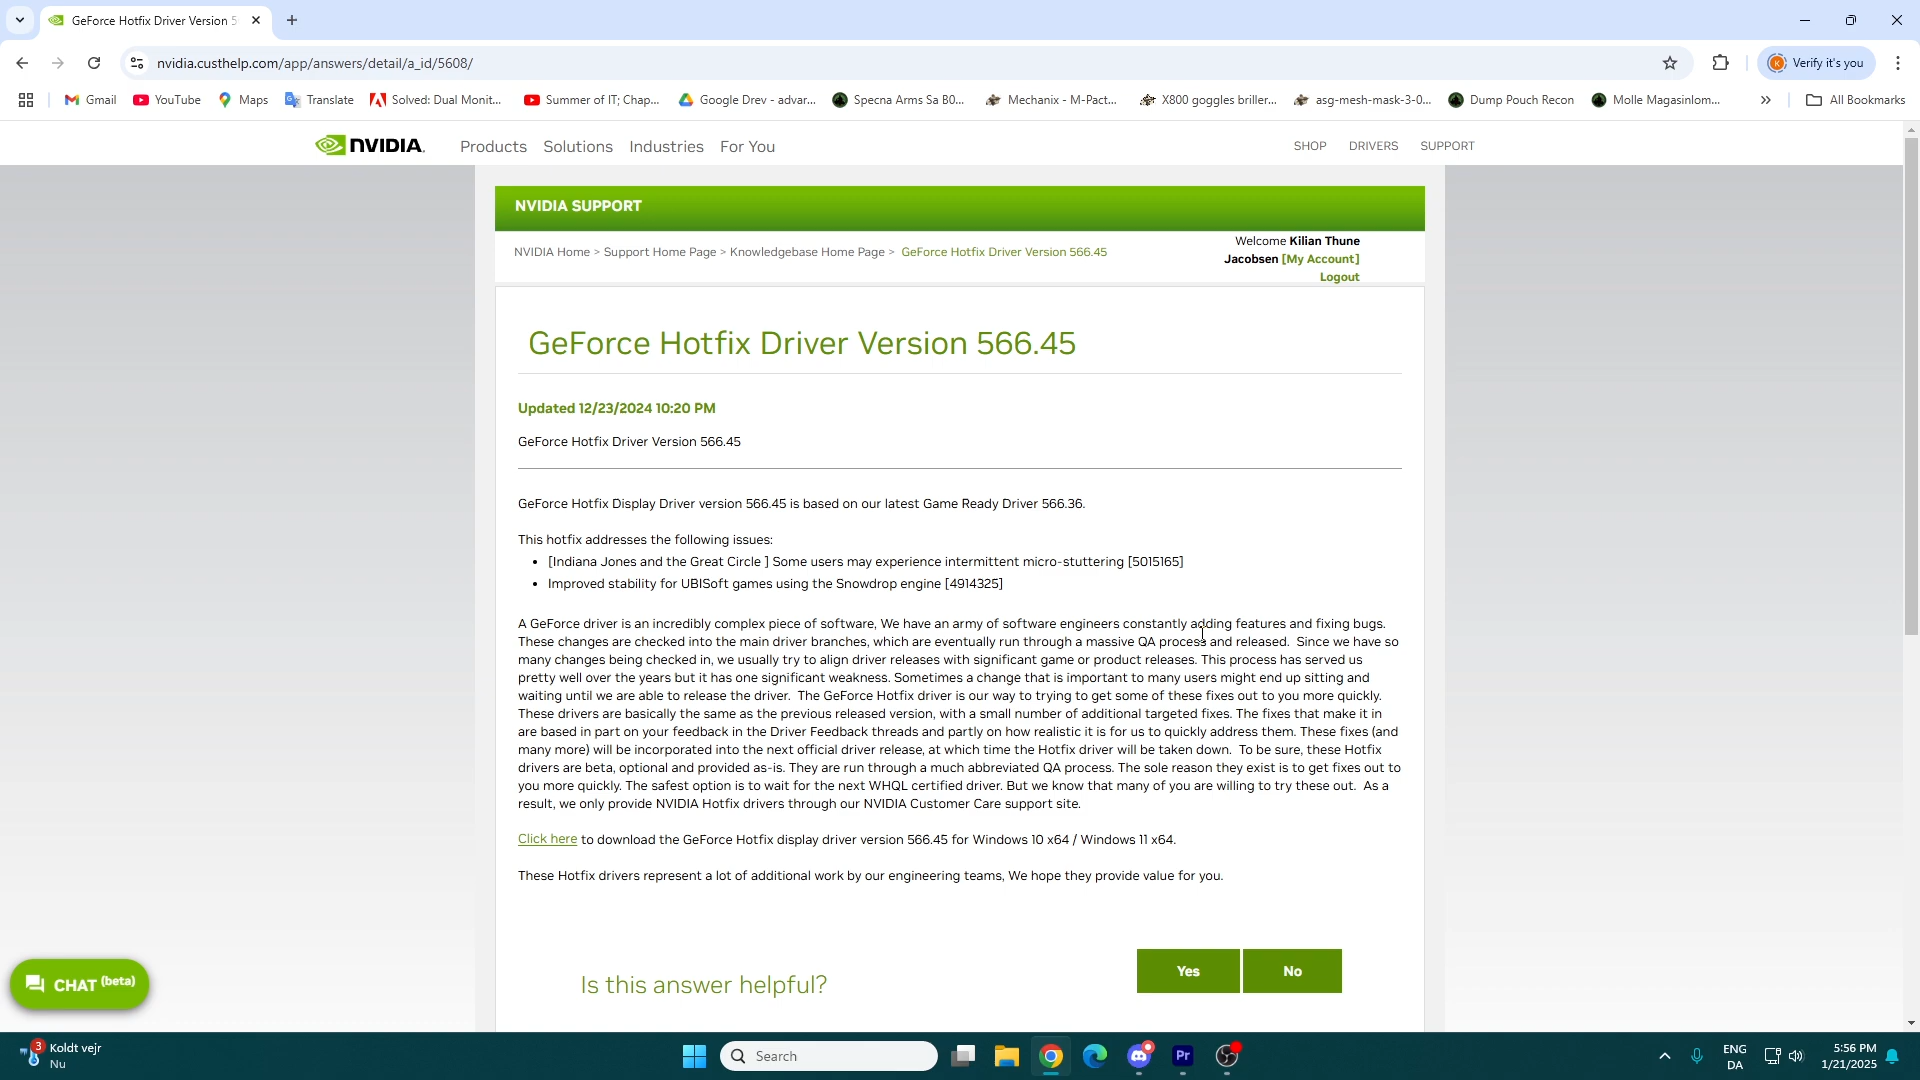 GeForce Hotfix Driver Version 5
nvidia.custhelp.com/app/answers/detail/a_id/5608/
Verify it's you
Gmail
YouTube
Maps
Translate
Solved: Dual Monit...
Summer of IT; Chap...
Google Drev - advar...
Specna Arms Sa B0...
Mechanix - M-Pact...
X800 goggles briller...
asg-mesh-mask-3-0...
Dump Pouch Recon
Molle Magasinlom...
All Bookmarks
NVIDIA.
Products
Solutions
Industries
For You
SHOP
DRIVERS
SUPPORT
NVIDIA SUPPORT
NVIDIA Home > Support Home Page > Knowledgebase Home Page > GeForce Hotfix Driver Version 566.45
Welcome Kilian Thune
Jacobsen [My Account]
Logout
GeForce Hotfix Driver Version 566.45
Updated 12/23/2024 10:20 PM
GeForce Hotfix Driver Version 566.45
GeForce Hotfix Display Driver version 566.45 is based on our latest Game Ready Driver 566.36.
This hotfix addresses the following issues:
• [Indiana Jones and the Great Circle ] Some users may experience intermittent micro-stuttering [5015165]
• Improved stability for UBISoft games using the Snowdrop engine [4914325]
A GeForce driver is an incredibly complex piece of software, We have an army of software engineers constantly adding features and fixing bugs.
These changes are checked into the main driver branches, which are eventually run through a massive QA process and released.  Since we have so
many changes being checked in, we usually try to align driver releases with significant game or product releases. This process has served us
pretty well over the years but it has one significant weakness. Sometimes a change that is important to many users might end up sitting and
waiting until we are able to release the driver.  The GeForce Hotfix driver is our way to trying to get some of these fixes out to you more quickly.
These drivers are basically the same as the previous released version, with a small number of additional targeted fixes. The fixes that make it in
are based in part on your feedback in the Driver Feedback threads and partly on how realistic it is for us to quickly address them. These fixes (and
many more) will be incorporated into the next official driver release, at which time the Hotfix driver will be taken down.  To be sure, these Hotfix
drivers are beta, optional and provided as-is. They are run through a much abbreviated QA process. The sole reason they exist is to get fixes out to
you more quickly. The safest option is to wait for the next WHQL certified driver. But we know that many of you are willing to try these out.  As a
result, we only provide NVIDIA Hotfix drivers through our NVIDIA Customer Care support site.
Click here to download the GeForce Hotfix display driver version 566.45 for Windows 10 x64 / Windows 11 x64.
These Hotfix drivers represent a lot of additional work by our engineering teams, We hope they provide value for you.
Is this answer helpful?
Yes
No
CHAT (beta)
3
Koldt vejr
Nu
Search
Pr
ENG
DA
5:56 PM
1/21/2025